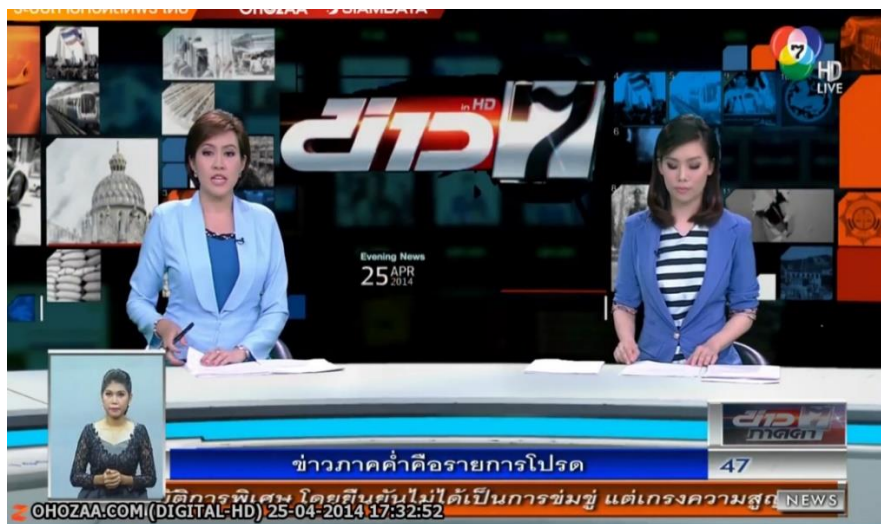 OHOZAA SIAMBATA
7
HD
LIVE
in HD
ข่าว 7
Evening News
25 APR
2014
ข่าว 7
ภาคค่ำ
ข่าวภาคค่ำคือรายการโปรด
47
ัติการพิเศษ โดยยืนยันไม่ได้เป็นการข่มขู่ แต่เกรงความสูญ
NEWS
OHOZAA.COM (DIGITAL-HD) 25-04-2014 17:32:52